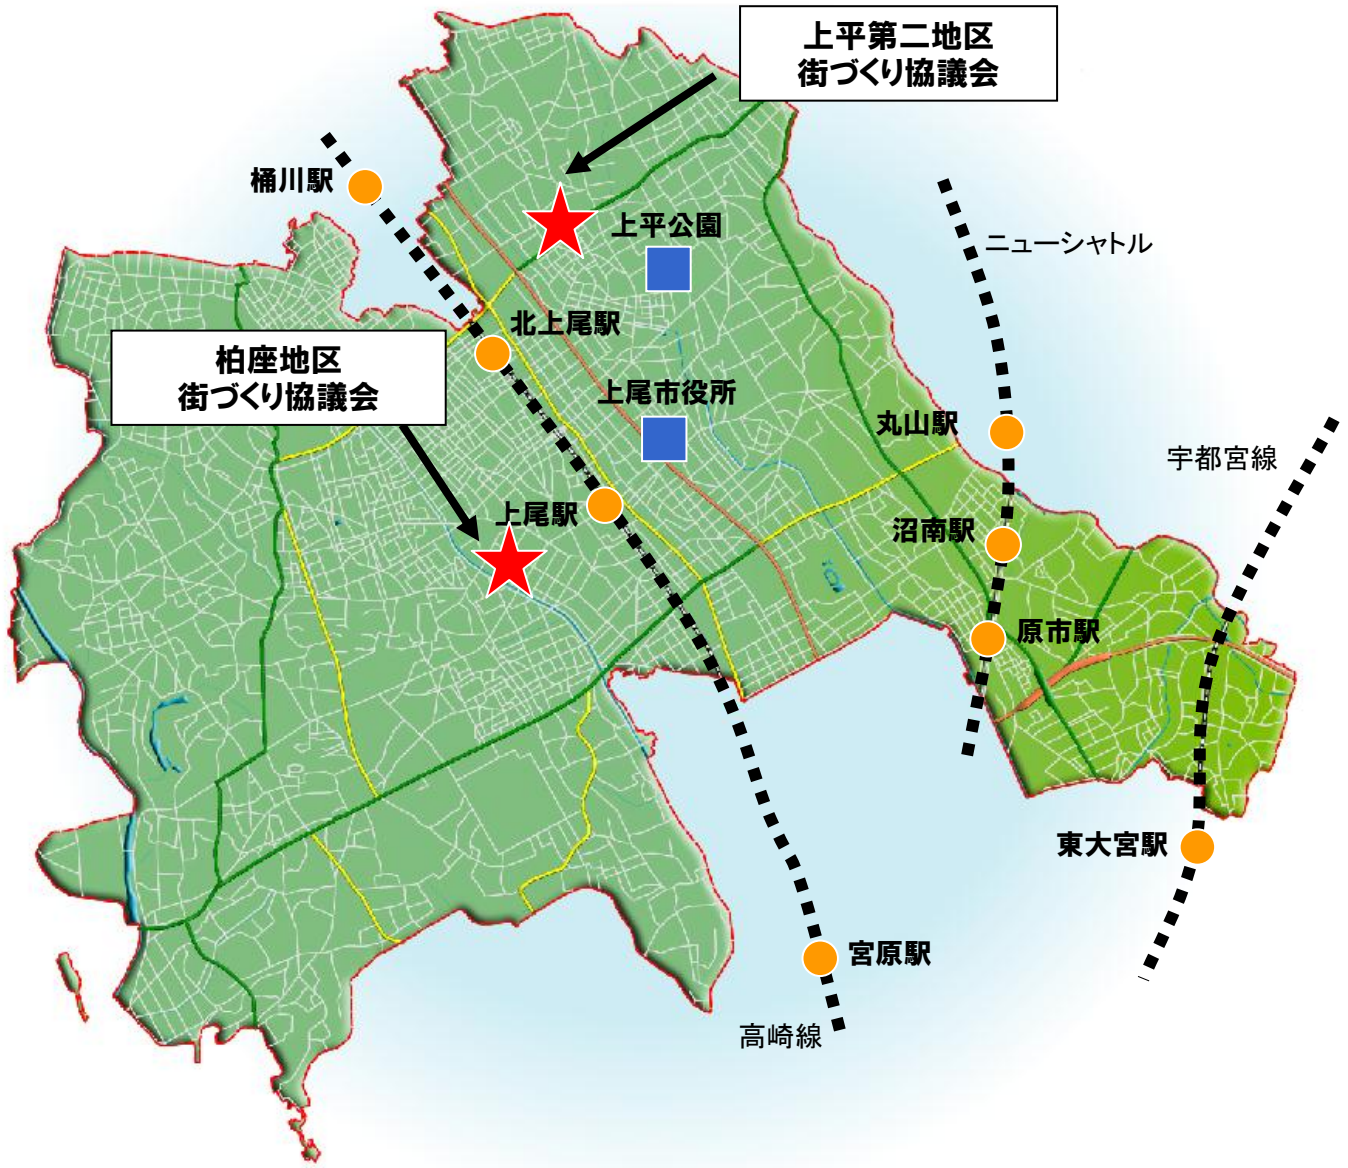 上平第二地区
街づくり協議会
桶川駅
上平公園
ニューシャトル
北上尾駅
柏座地区
街づくり協議会
上尾市役所
丸山駅
宇都宮線
上尾駅
沼南駅
原市駅
東大宮駅
宮原駅
高崎線